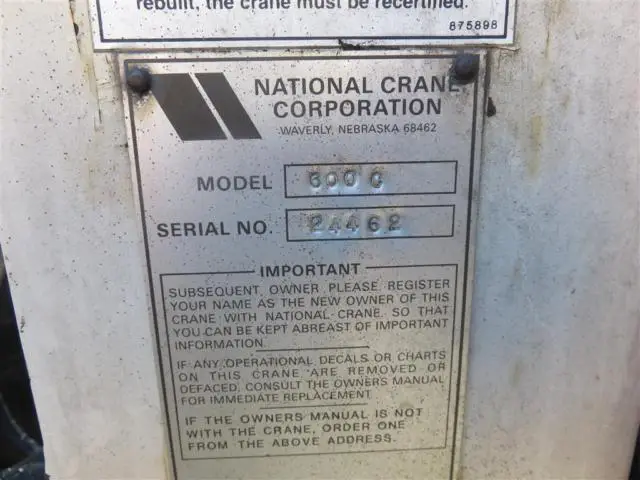 rebuilt, the crane must be recertified.
875898
NATIONAL CRANE
CORPORATION
WAVERLY, NEBRASKA 68462
MODEL 600C
SERIAL NO. 24462
IMPORTANT
SUBSEQUENT OWNER PLEASE REGISTER
YOUR NAME AS THE NEW OWNER OF THIS
CRANE WITH NATIONAL CRANE, SO THAT
YOU CAN BE KEPT ABREAST OF IMPORTANT
INFORMATION.
IF ANY OPERATIONAL DECALS OR CHARTS
ON THIS CRANE ARE REMOVED OR
DEFACED, CONSULT THE OWNERS MANUAL
FOR IMMEDIATE REPLACEMENT.
IF THE OWNERS MANUAL IS NOT
WITH THE CRANE, ORDER ONE
FROM THE ABOVE ADDRESS.